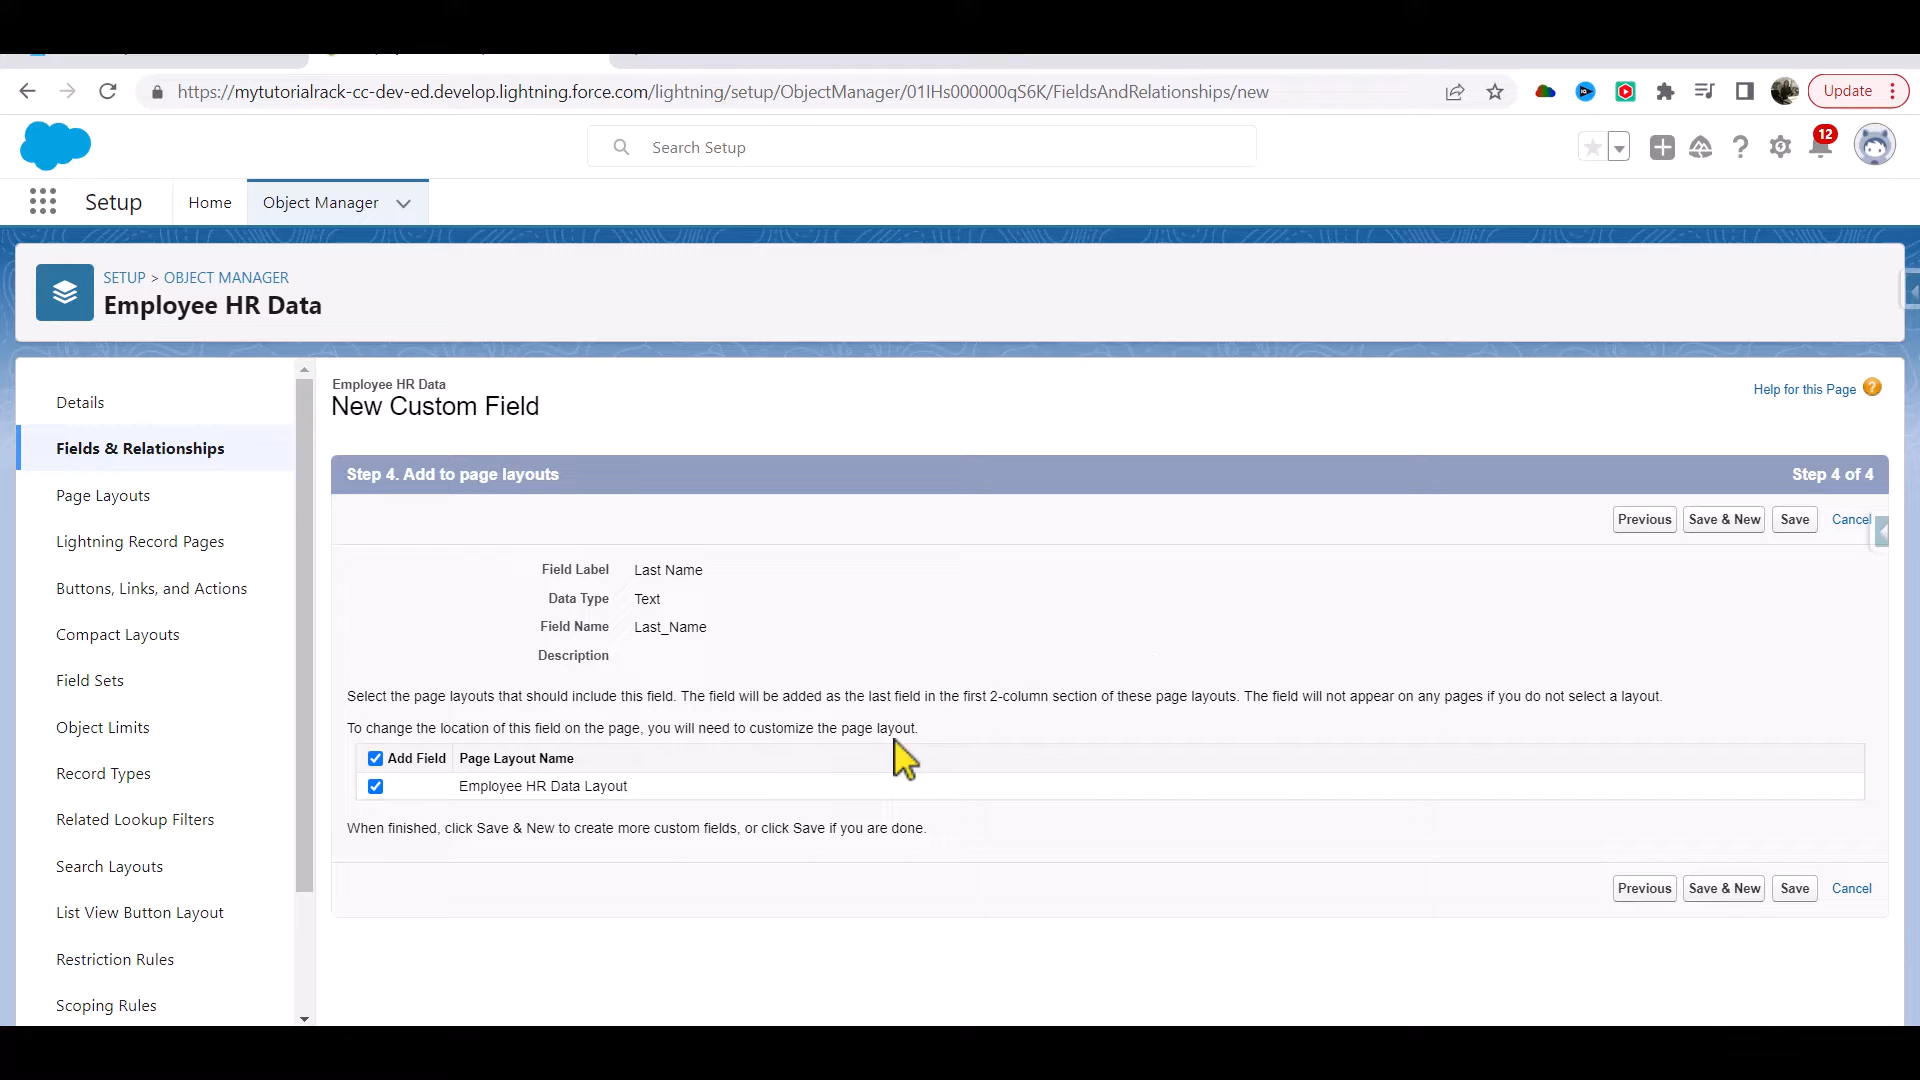 https://mytutorialrack-cc-dev-ed.develop.lightning.force.com/lightning/setup/ObjectManager/01IHs000000qS6K/FieldsAndRelationships/new
Update
Search Setup
12
Setup
Home
Object Manager
SETUP > OBJECT MANAGER
Employee HR Data
Details
Fields & Relationships
Page Layouts
Lightning Record Pages
Buttons, Links, and Actions
Compact Layouts
Field Sets
Object Limits
Record Types
Related Lookup Filters
Search Layouts
List View Button Layout
Restriction Rules
Scoping Rules
Employee HR Data
New Custom Field
Help for this Page ?
Step 4. Add to page layouts
Step 4 of 4
Previous Save & New Save Cancel
Field Label Last Name
Data Type Text
Field Name Last_Name
Description
Select the page layouts that should include this field. The field will be added as the last field in the first 2-column section of these page layouts. The field will not appear on any pages if you do not select a layout.
To change the location of this field on the page, you will need to customize the page layout.
Add Field Page Layout Name
Employee HR Data Layout
When finished, click Save & New to create more custom fields, or click Save if you are done.
Previous Save & New Save Cancel